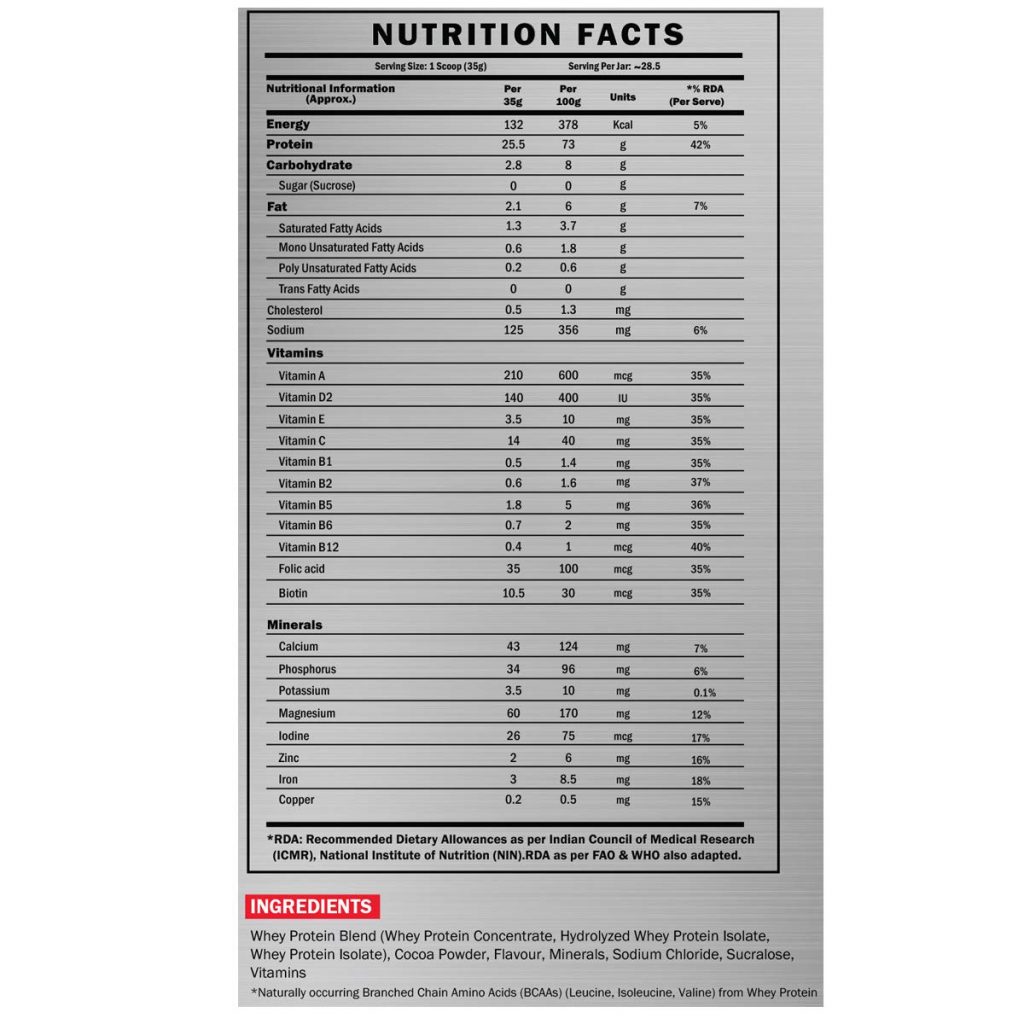 NUTRITION FACTS
Serving Size: 1 Scoop (35g) Serving Per Jar: ~28.5
Nutritional Information (Approx.) Per 35g Per 100g Units *% RDA (Per Serve)
Energy 132 378 Kcal 5%
Protein 25.5 73 g 42%
Carbohydrate 2.8 8 g
Sugar (Sucrose) 0 0 g
Fat 2.1 6 g 7%
Saturated Fatty Acids 1.3 3.7 g
Mono Unsaturated Fatty Acids 0.6 1.8 g
Poly Unsaturated Fatty Acids 0.2 0.6 g
Trans Fatty Acids 0 0 g
Cholesterol 0.5 1.3 mg
Sodium 125 356 mg 6%
Vitamins
Vitamin A 210 600 mcg 35%
Vitamin D2 140 400 IU 35%
Vitamin E 3.5 10 mg 35%
Vitamin C 14 40 mg 35%
Vitamin B1 0.5 1.4 mg 35%
Vitamin B2 0.6 1.6 mg 37%
Vitamin B5 1.8 5 mg 36%
Vitamin B6 0.7 2 mg 35%
Vitamin B12 0.4 1 mcg 40%
Folic acid 35 100 mcg 35%
Biotin 10.5 30 mcg 35%
Minerals
Calcium 43 124 mg 7%
Phosphorus 34 96 mg 6%
Potassium 3.5 10 mg 0.1%
Magnesium 60 170 mg 12%
Iodine 26 75 mcg 17%
Zinc 2 6 mg 16%
Iron 3 8.5 mg 18%
Copper 0.2 0.5 mg 15%
*RDA: Recommended Dietary Allowances as per Indian Council of Medical Research
(ICMR), National Institute of Nutrition (NIN).RDA as per FAO & WHO also adapted.
INGREDIENTS
Whey Protein Blend (Whey Protein Concentrate, Hydrolyzed Whey Protein Isolate,
Whey Protein Isolate), Cocoa Powder, Flavour, Minerals, Sodium Chloride, Sucralose,
Vitamins
*Naturally occurring Branched Chain Amino Acids (BCAAs) (Leucine, Isoleucine, Valine) from Whey Protein